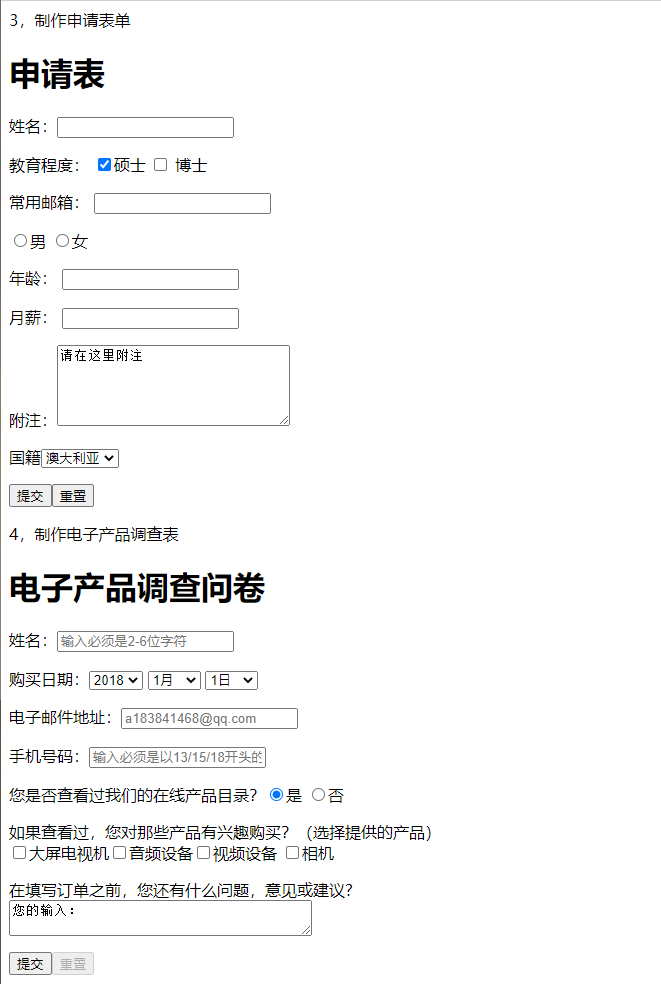 3，制作申请表单
申请表
姓名：
教育程度： 硕士 博士
常用邮箱：
男 女
年龄：
月薪：
请在这里附注
附注：
国籍 澳大利亚
提交 重置
4，制作电子产品调查表
电子产品调查问卷
姓名： 输入必须是2-6位字符
购买日期： 2018 1月 1日
电子邮件地址： a183841468@qq.com
手机号码： 输入必须是以13/15/18开头的
您是否查看过我们的在线产品目录？ 是 否
如果查看过，您对那些产品有兴趣购买？（选择提供的产品）
大屏电视机 音频设备 视频设备 相机
在填写订单之前，您还有什么问题，意见或建议？
您的输入：
提交 重置